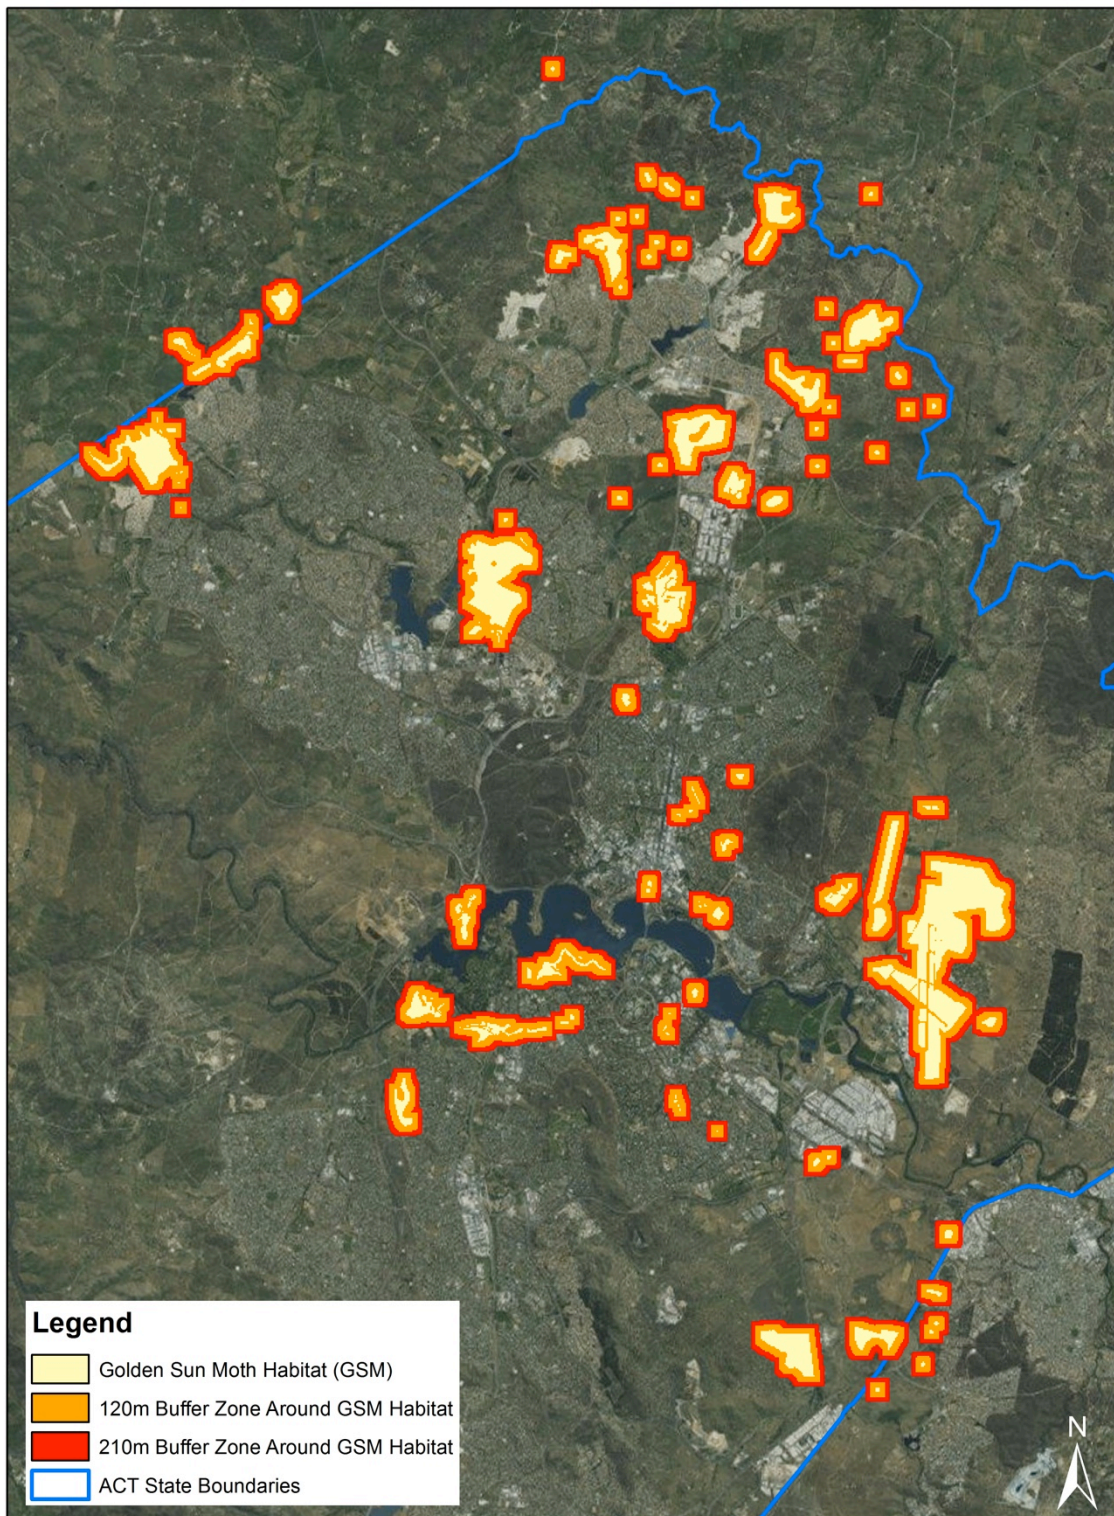 N
Legend
Golden Sun Moth Habitat (GSM)
120m Buffer Zone Around GSM Habitat
210m Buffer Zone Around GSM Habitat
ACT State Boundaries